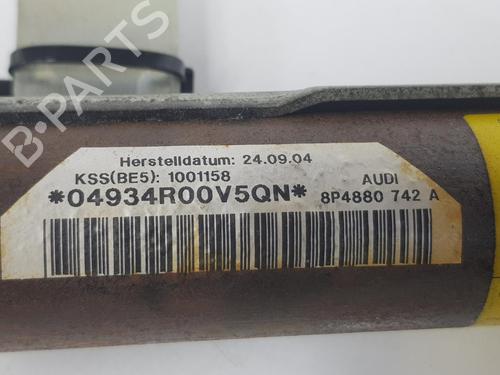 B-PARTS
Herstelldatum: 24.09.04
KSS(BE5): 1001158 AUDI
*04934R00V5QN* 8P4880 742 A